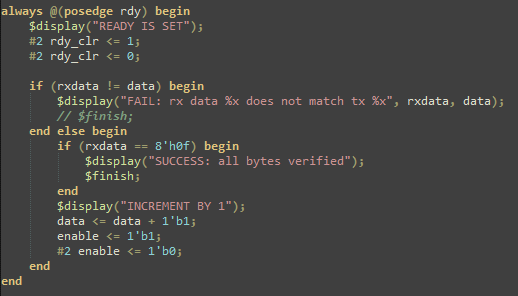 always @(posedge rdy) begin
    $display("READY IS SET");
    #2 rdy_clr <= 1;
    #2 rdy_clr <= 0;

    if (rxdata != data) begin
        $display("FAIL: rx data %x does not match tx %x", rxdata, data);
        // $finish;
    end else begin
        if (rxdata == 8'h0f) begin
            $display("SUCCESS: all bytes verified");
            $finish;
        end
        $display("INCREMENT BY 1");
        data <= data + 1'b1;
        enable <= 1'b1;
        #2 enable <= 1'b0;
    end
end